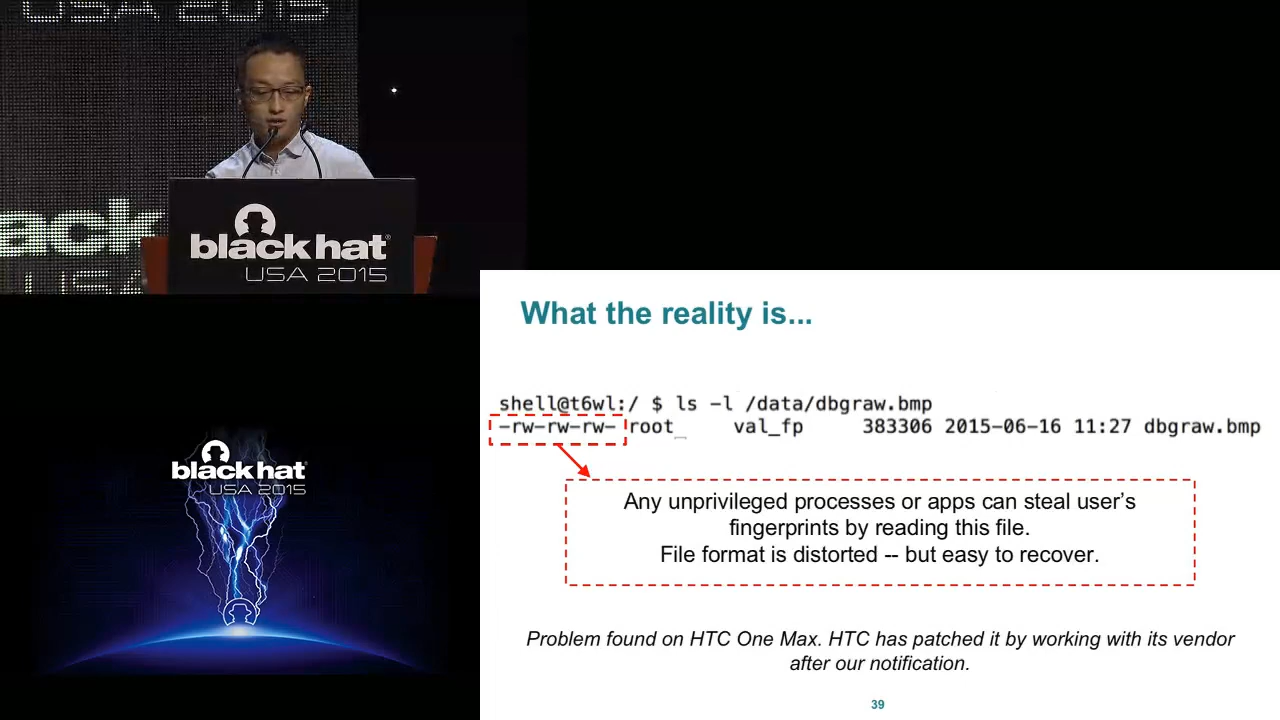 USA 2015
ack
USA
black hat
USA 2015
black hat
USA 2015
What the reality is...
shell@t6wl:/ $ ls -l /data/dbgraw.bmp
-rw-rw-rw- root val_fp 383306 2015-06-16 11:27 dbgraw.bmp
Any unprivileged processes or apps can steal user's
fingerprints by reading this file.
File format is distorted -- but easy to recover.
Problem found on HTC One Max. HTC has patched it by working with its vendor
after our notification.
39